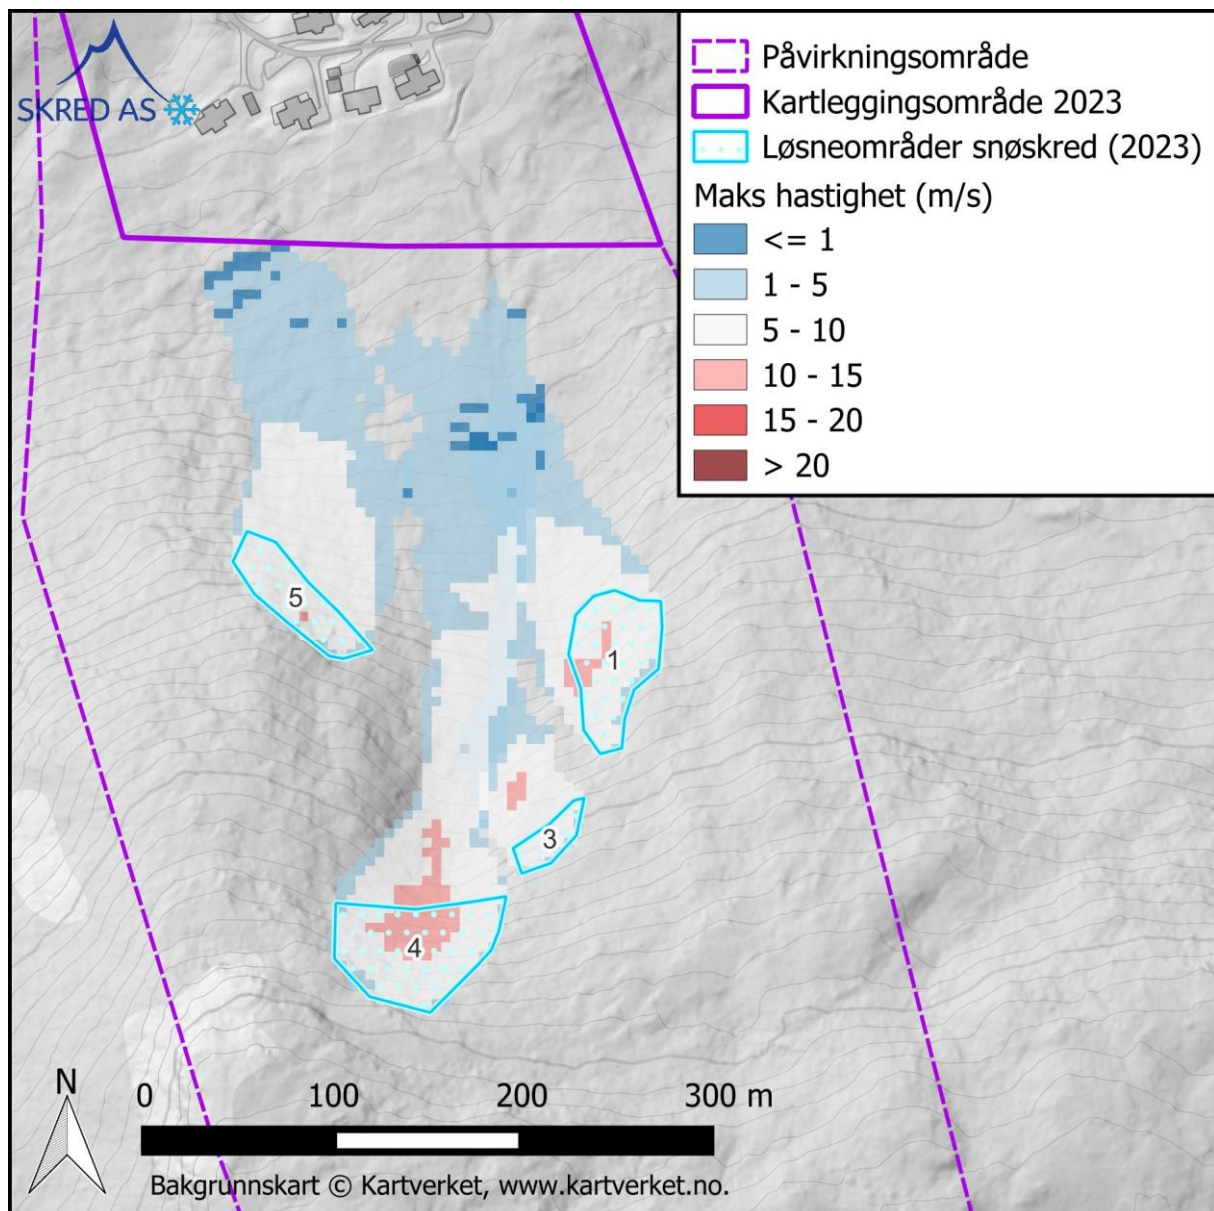 SKRED AS
Påvirkningsområde
Kartleggingsområde 2023
Løsneområder snøskred (2023)
Maks hastighet (m/s)
<= 1
1 - 5
5 - 10
10 - 15
15 - 20
> 20
5
1
3
4
N
0 100 200 300 m
Bakgrunnskart © Kartverket, www.kartverket.no.